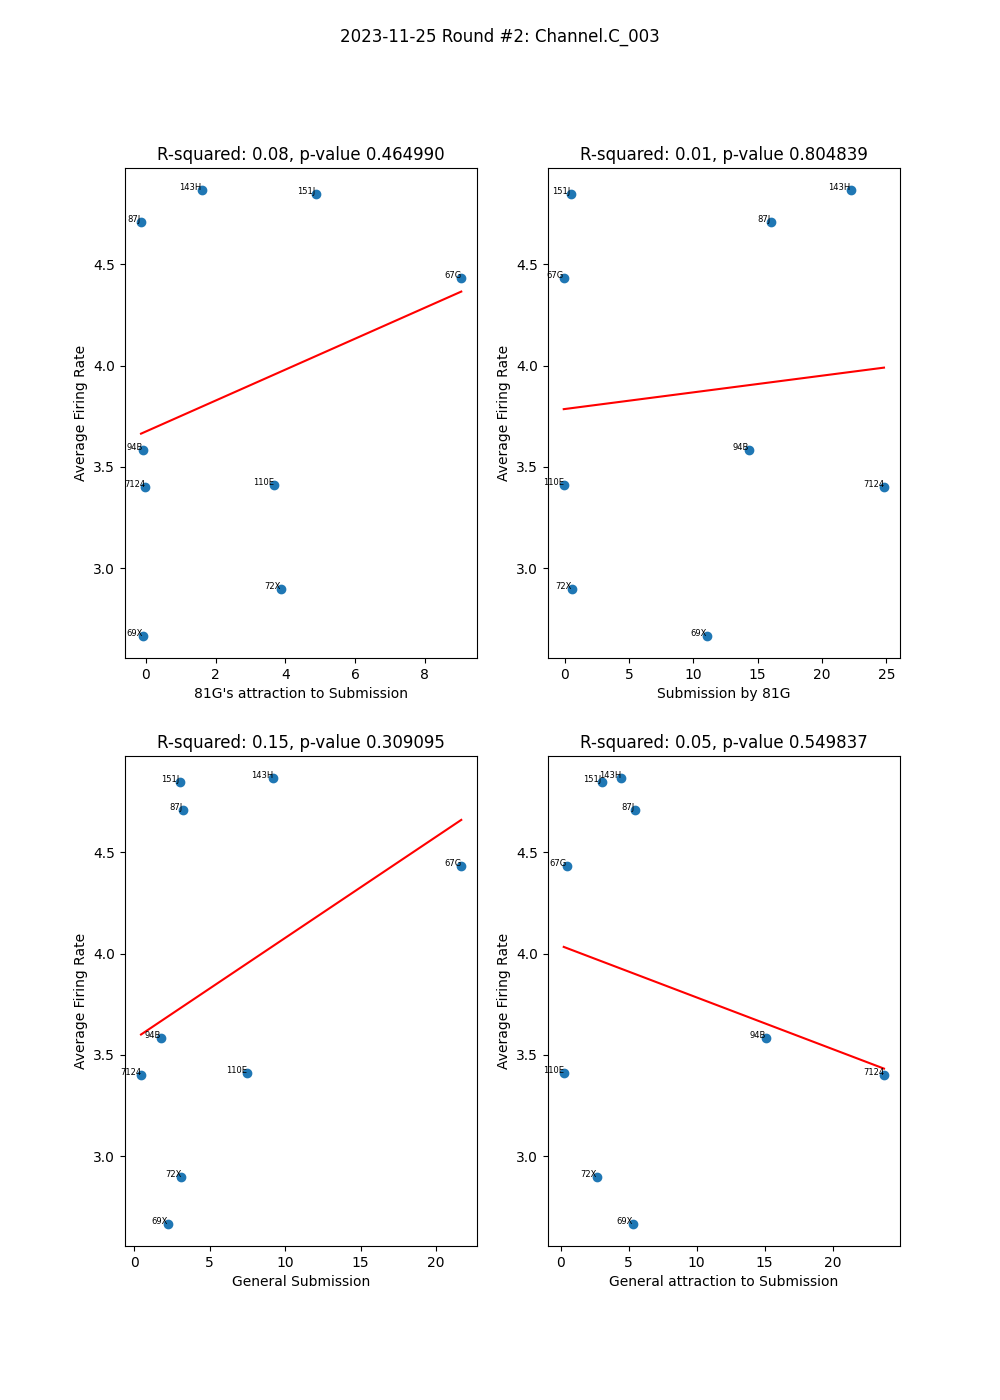 2023-11-25 Round #2: Channel.C_003
R-squared: 0.08, p-value 0.464990
143H
151J
87J
67G
94B
7124
110E
72X
69X
4.5
4.0
3.5
3.0
Average Firing Rate
0 2 4 6 8
81G's attraction to Submission
R-squared: 0.01, p-value 0.804839
151J
143H
87J
67G
94B
110E
7124
72X
69X
4.5
4.0
3.5
3.0
Average Firing Rate
0 5 10 15 20 25
Submission by 81G
R-squared: 0.15, p-value 0.309095
151J
143H
87J
67G
94B
7124
110E
72X
69X
4.5
4.0
3.5
3.0
Average Firing Rate
0 5 10 15 20
General Submission
R-squared: 0.05, p-value 0.549837
151J
143H
87J
67G
94B
110E
7124
72X
69X
4.5
4.0
3.5
3.0
Average Firing Rate
0 5 10 15 20
General attraction to Submission